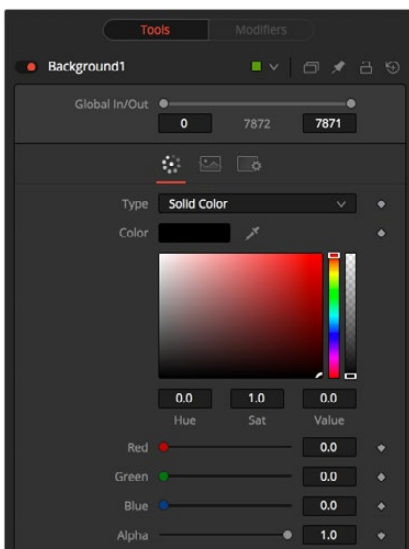 Tools Modifiers
Background1
Global In/Out
0 7872 7871
Type Solid Color
Color
0.0 1.0 0.0
Hue Sat Value
Red 0.0
Green 0.0
Blue 0.0
Alpha 1.0